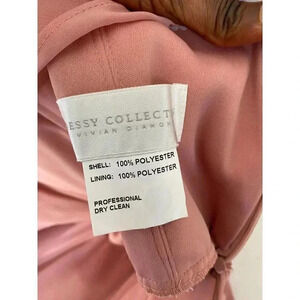 ESSY COLLECT
VIVIAN DIAMON
SHELL: 100% POLYESTER
LINING: 100% POLYESTER
PROFESSIONAL
DRY CLEAN